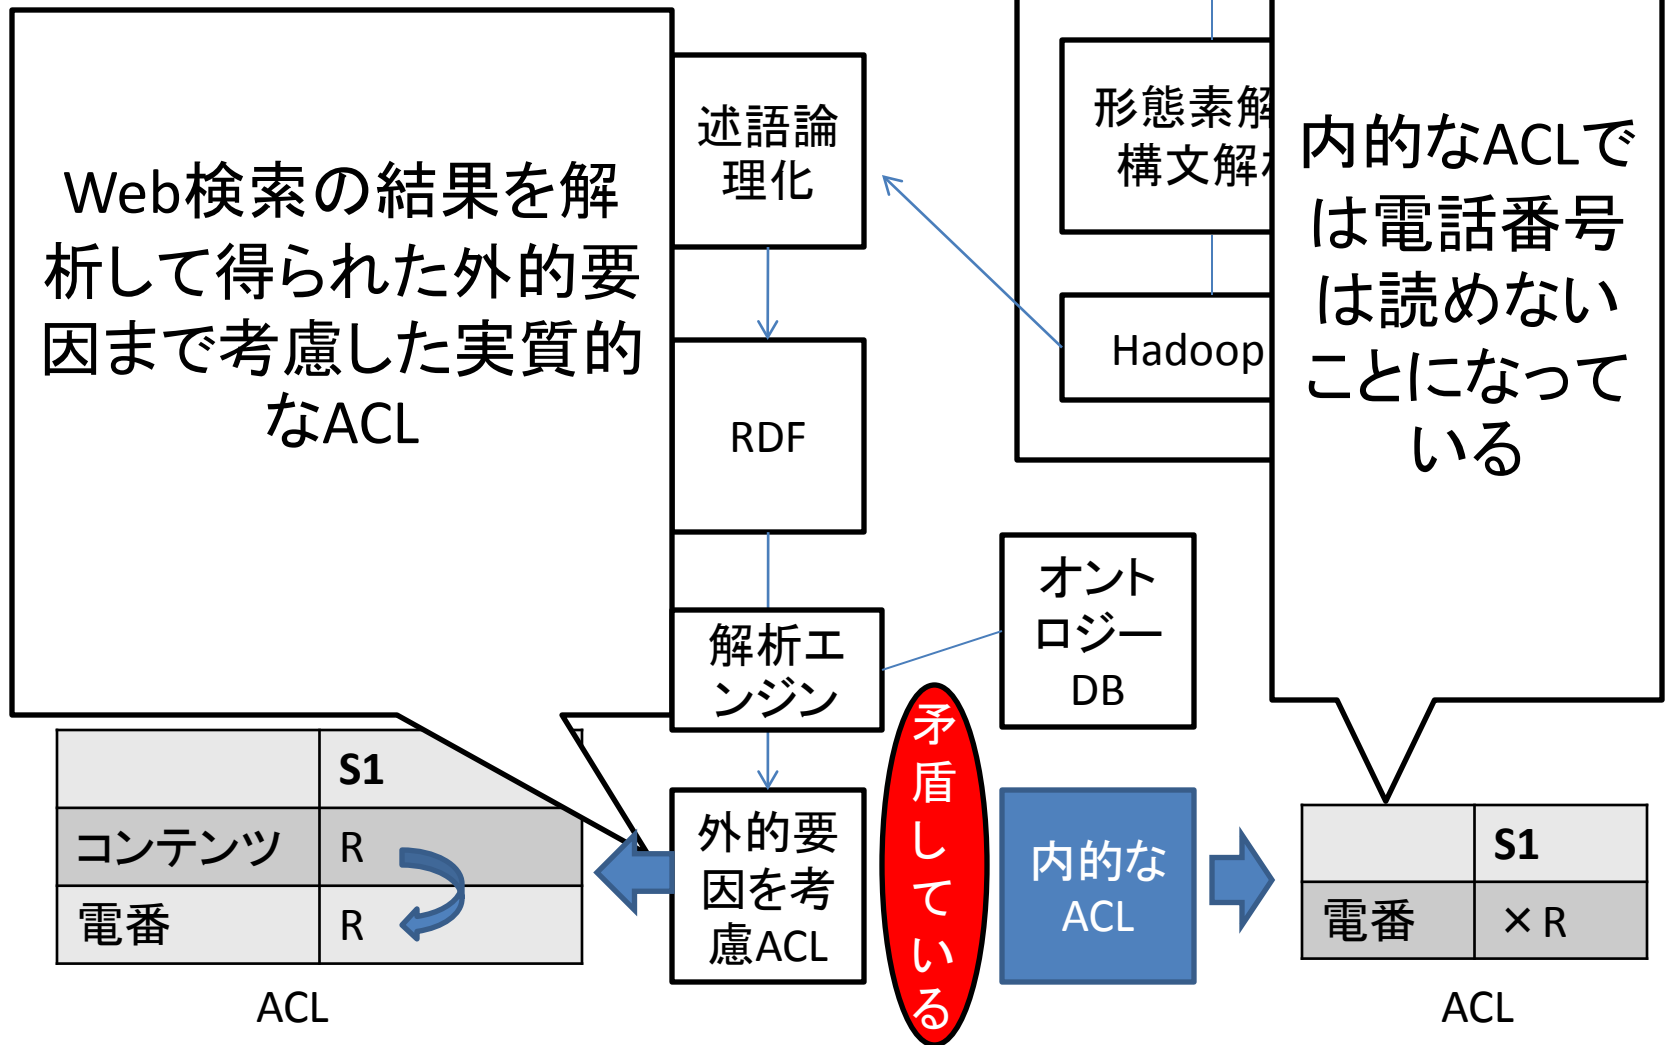 Web検索の結果を解
析して得られた外的要
因まで考慮した実質的
なACL
述語論
理化
RDF
解析エ
ンジン
外的要
因を考
慮ACL
形態素解
構文解
Hadoop
オント
ロジー
DB
内的なACLで
は電話番号
は読めない
ことになって
いる
矛盾している
内的な
ACL
S1
コンテンツ R
電番 R
ACL
S1
電番 ×R
ACL